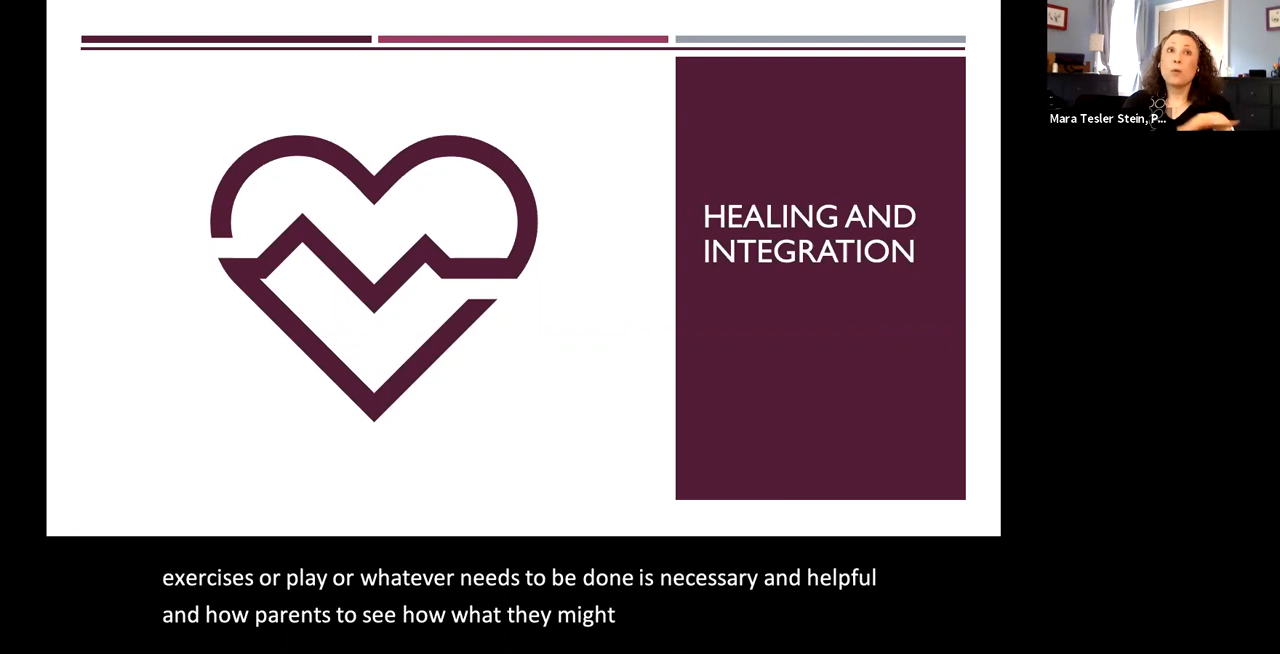 HEALING AND
INTEGRATION
Mara Tesler Stein, P...
exercises or play or whatever needs to be done is necessary and helpful
and how parents to see how what they might